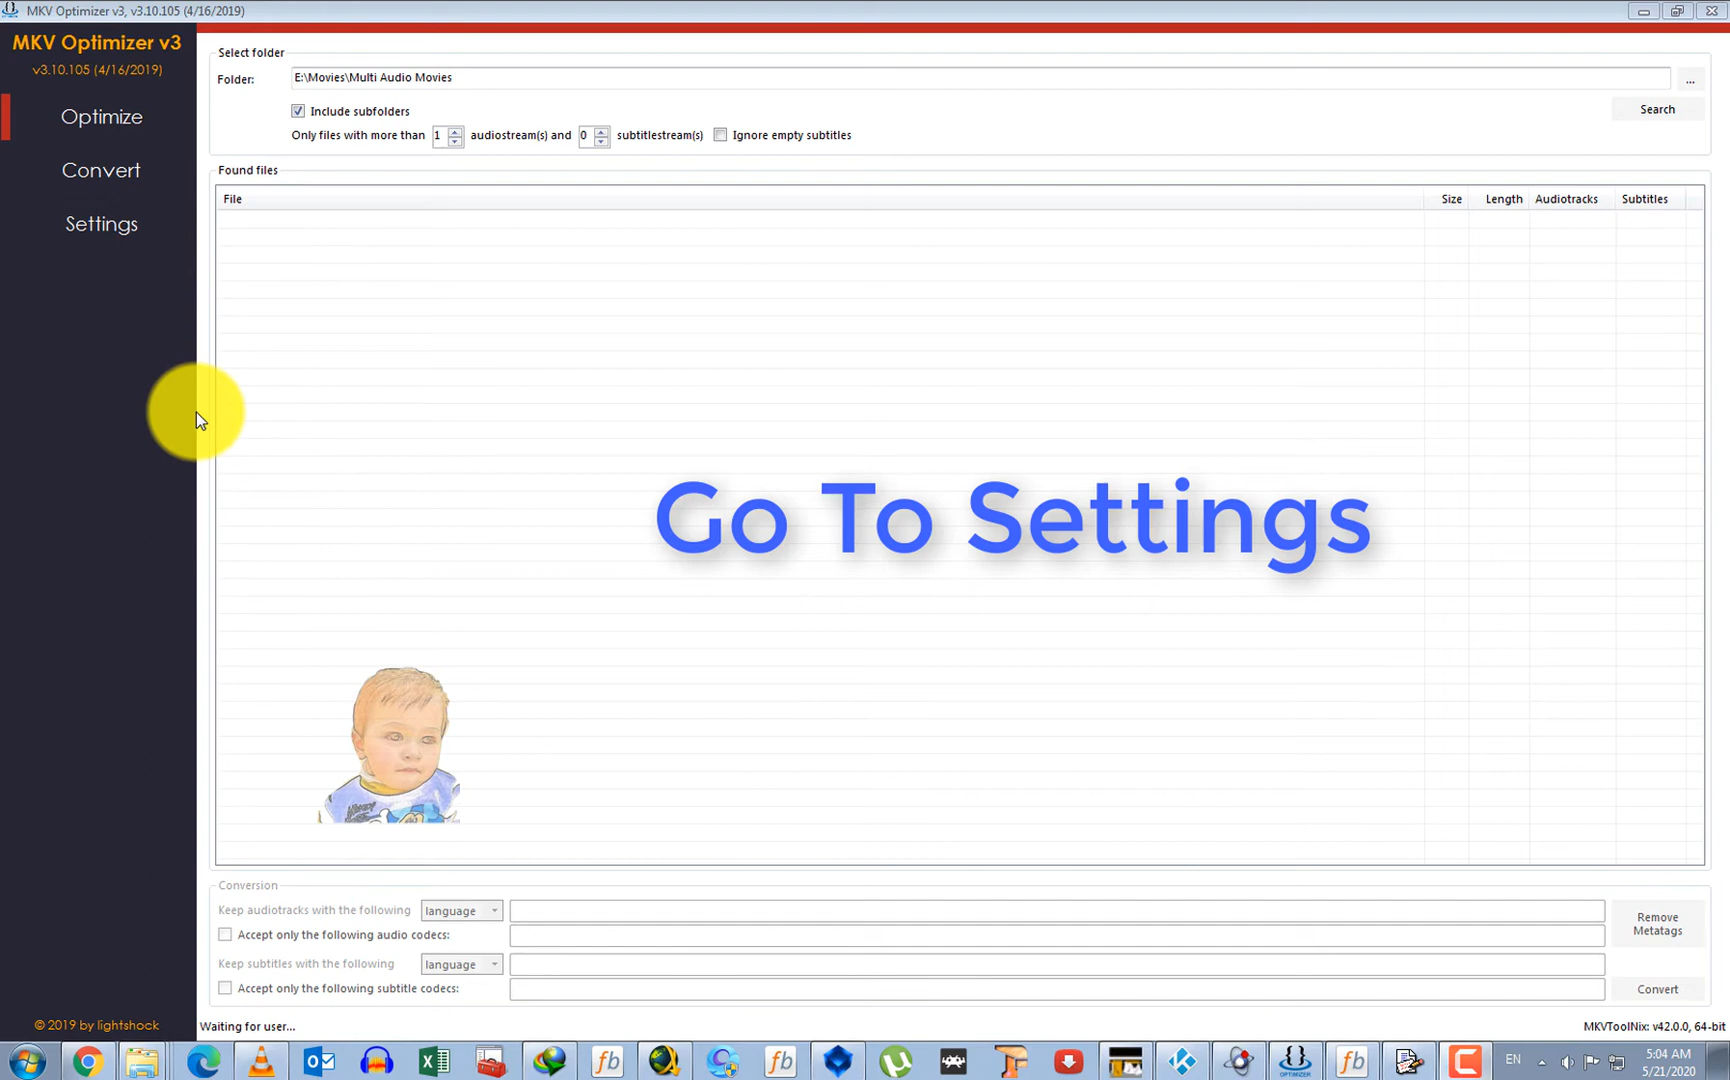 MKV Optimizer v3, v3.10.105 (4/16/2019)
MKV Optimizer v3
v3.10.105 (4/16/2019)
Optimize
Convert
Settings
© 2019 by lightshock
Select folder
Folder: E:\Movies\Multi Audio Movies ...
Include subfolders
Search
Only files with more than 1 audiostream(s) and 0 subtitlestream(s) Ignore empty subtitles
Found files
File Size Length Audiotracks Subtitles
Go To Settings
Conversion
Keep audiotracks with the following language
Accept only the following audio codecs:
Remove
Metatags
Keep subtitles with the following language
Accept only the following subtitle codecs:
Convert
Waiting for user...
MKVToolNix: v42.0.0, 64-bit
EN
5:04 AM
5/21/2020